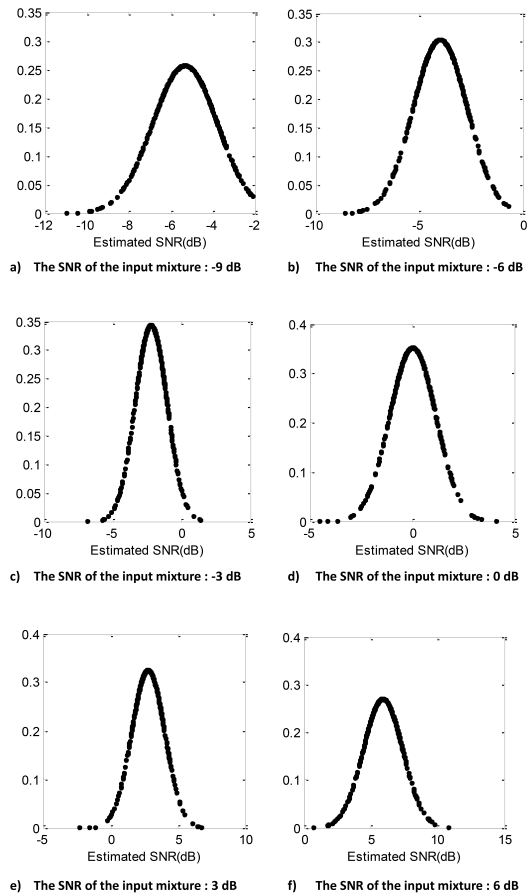 0.35
0.3
0.25
0.2
0.15
0.1
0.05
0
-12 -10 -8 -6 -4 -2
Estimated SNR(dB)
a) The SNR of the input mixture : -9 dB
0.35
0.3
0.25
0.2
0.15
0.1
0.05
0
-10 -5 0
Estimated SNR(dB)
b) The SNR of the input mixture : -6 dB
0.35
0.3
0.25
0.2
0.15
0.1
0.05
0
-10 -5 0 5
Estimated SNR(dB)
c) The SNR of the input mixture : -3 dB
0.4
0.3
0.2
0.1
0
-5 0 5
Estimated SNR(dB)
d) The SNR of the input mixture : 0 dB
0.4
0.3
0.2
0.1
0
-5 0 5 10
Estimated SNR(dB)
e) The SNR of the input mixture : 3 dB
0.4
0.3
0.2
0.1
0
0 5 10 15
Estimated SNR(dB)
f) The SNR of the input mixture : 6 dB